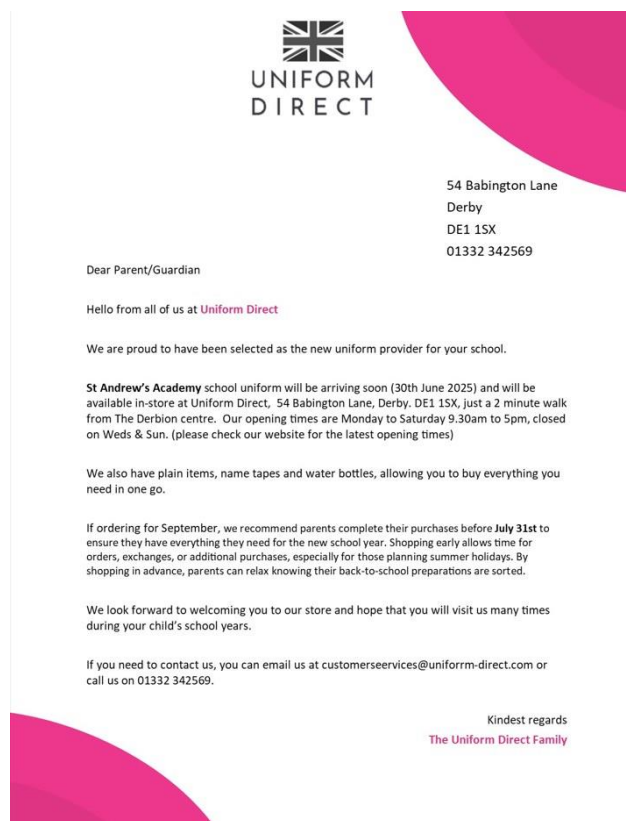 UNIFORM
DIRECT
54 Babington Lane
Derby
DE1 1SX
01332 342569
Dear Parent/Guardian
Hello from all of us at Uniform Direct
We are proud to have been selected as the new uniform provider for your school.
St Andrew's Academy school uniform will be arriving soon (30th June 2025) and will be
available in-store at Uniform Direct, 54 Babington Lane, Derby. DE1 1SX, just a 2 minute walk
from The Derbion centre. Our opening times are Monday to Saturday 9.30am to 5pm, closed
on Weds & Sun. (please check our website for the latest opening times)
We also have plain items, name tapes and water bottles, allowing you to buy everything you
need in one go.
If ordering for September, we recommend parents complete their purchases before July 31st to
ensure they have everything they need for the new school year. Shopping early allows time for
orders, exchanges, or additional purchases, especially for those planning summer holidays. By
shopping in advance, parents can relax knowing their back-to-school preparations are sorted.
We look forward to welcoming you to our store and hope that you will visit us many times
during your child's school years.
If you need to contact us, you can email us at customerseervices@uniforrm-direct.com or
call us on 01332 342569.
Kindest regards
The Uniform Direct Family